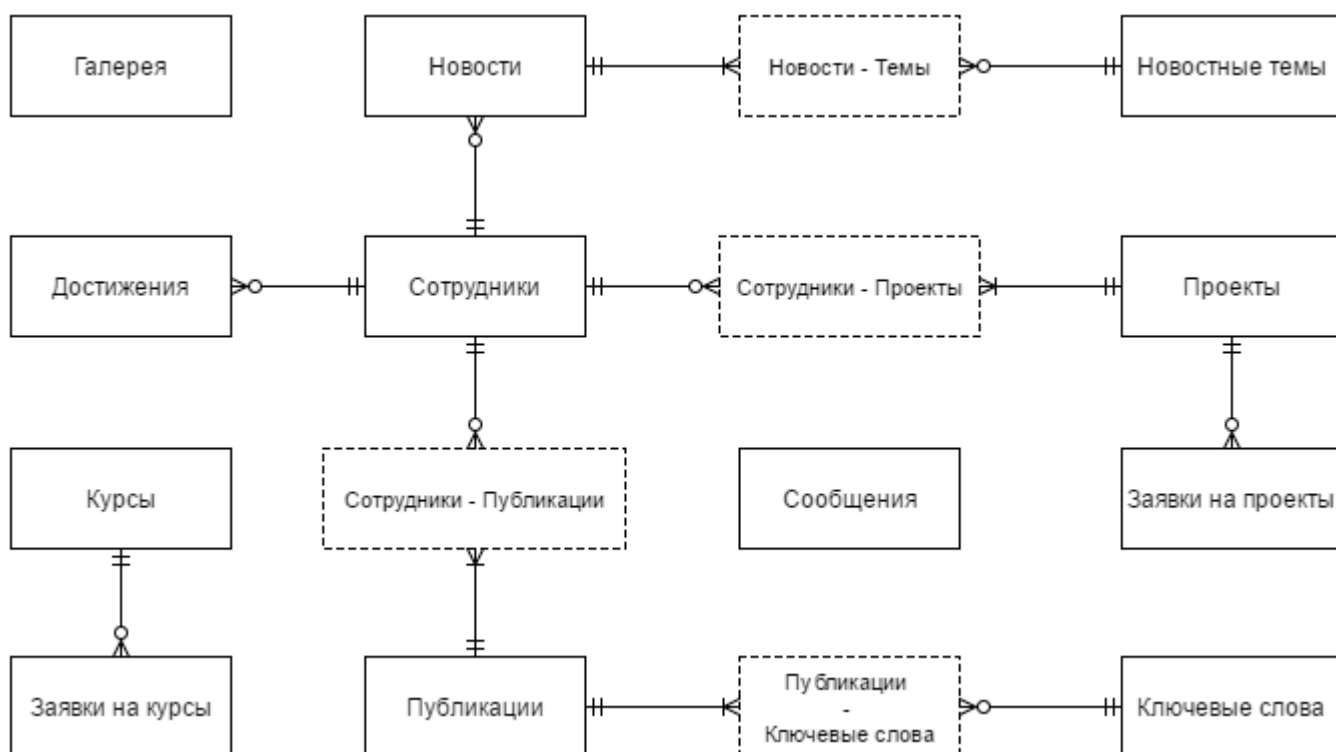 Галерея
Новости
Новости - Темы
Новостные темы
Достижения
Сотрудники
Сотрудники - Проекты
Проекты
Курсы
Сотрудники - Публикации
Сообщения
Заявки на проекты
Заявки на курсы
Публикации
Публикации
-
Ключевые слова
Ключевые слова